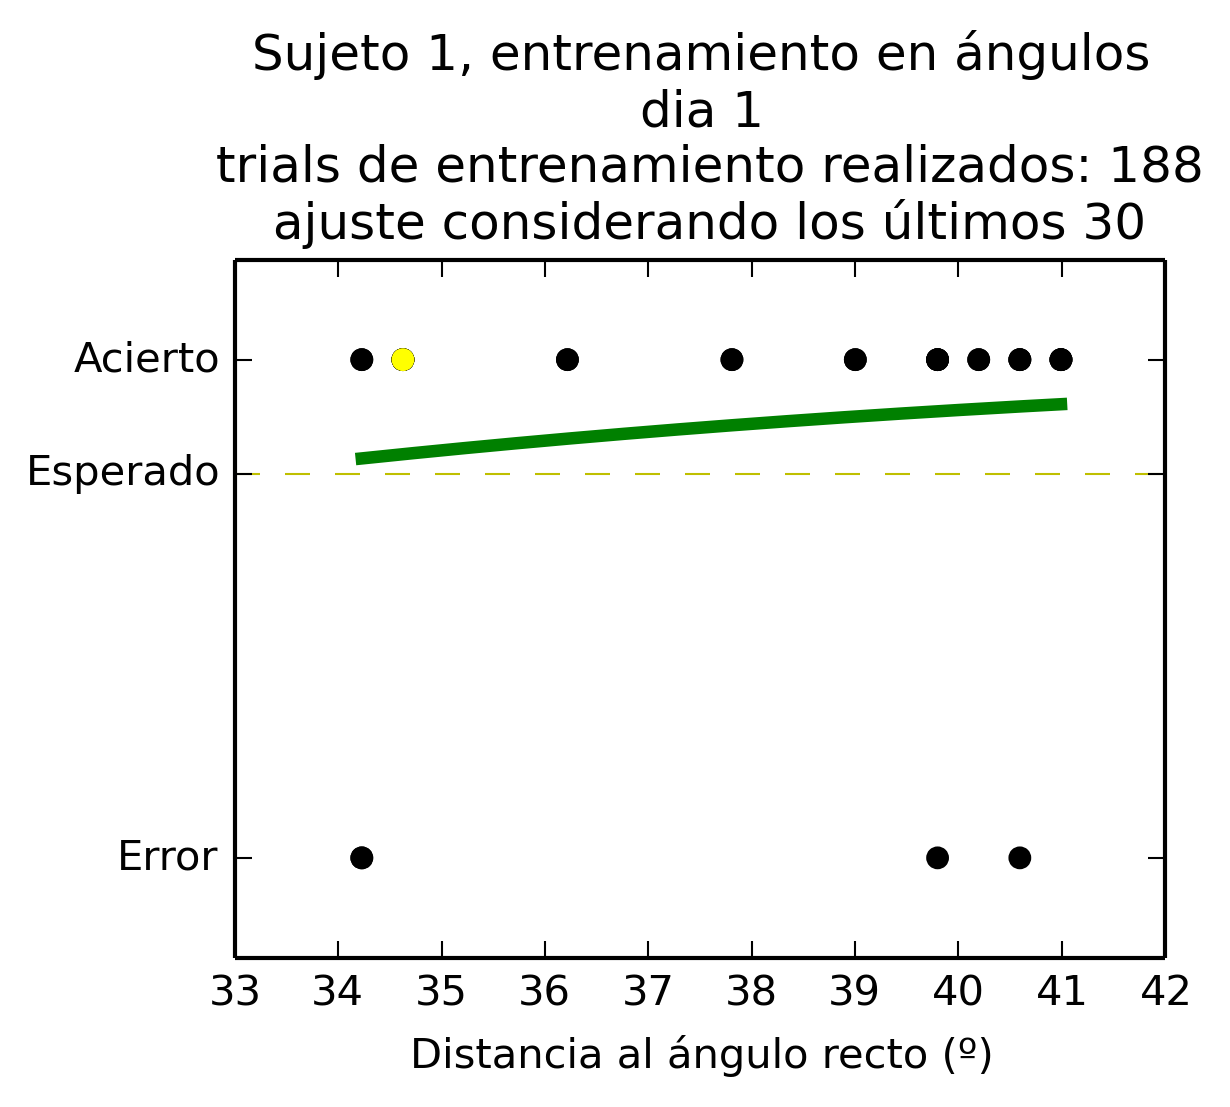 Sujeto 1, entrenamiento en ángulos
dia 1
trials de entrenamiento realizados: 188
ajuste considerando los últimos 30
Acierto
Esperado
Error
33 34 35 36 37 38 39 40 41 42
Distancia al ángulo recto (º)